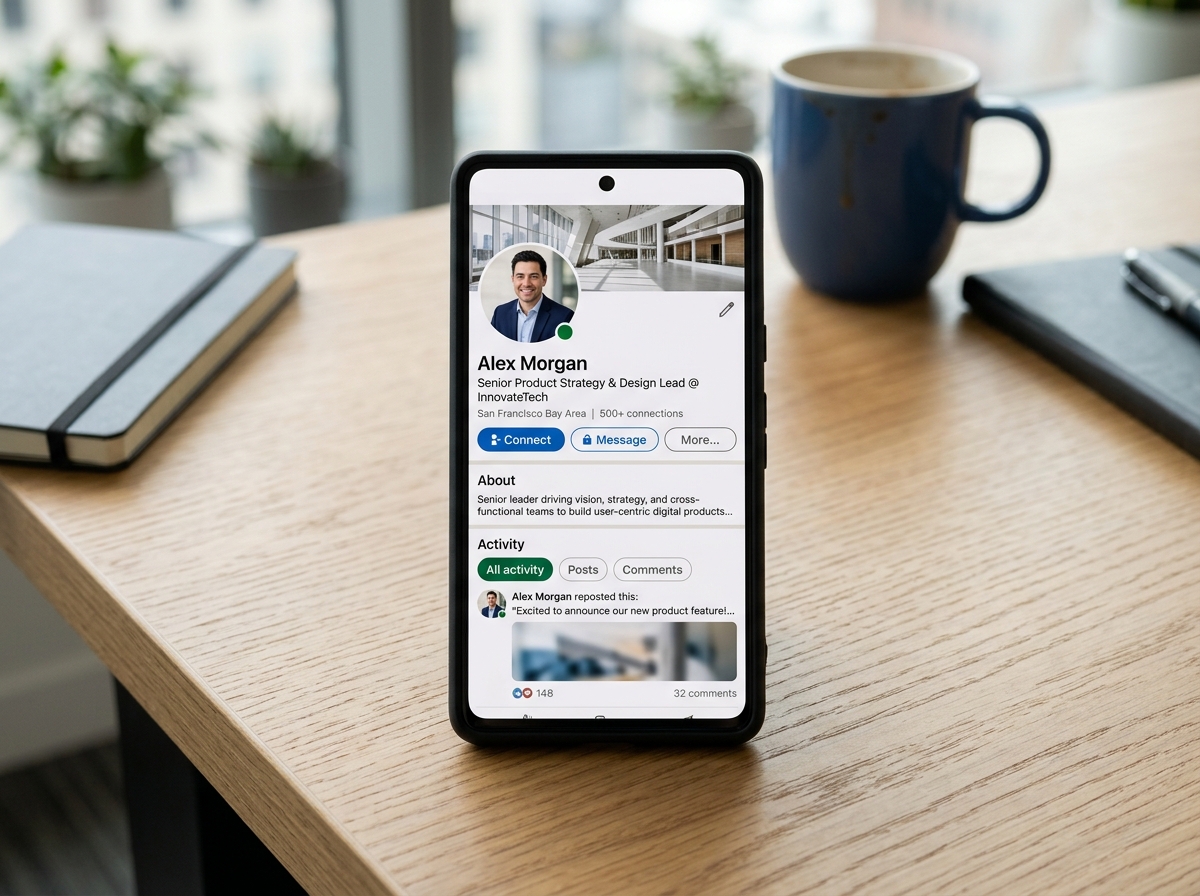 Alex Morgan
Senior Product Strategy & Design Lead @
InnovateTech
San Francisco Bay Area | 500+ connections
Connect Message More...
About
Senior leader driving vision, strategy, and cross-
functional teams to build user-centric digital products...
Activity
All activity Posts Comments
Alex Morgan reposted this:
"Excited to announce our new product feature!...
148 32 comments